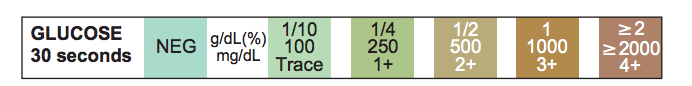 GLUCOSE
30 seconds
NEG
g/dL(%)
mg/dL
1/10
100
Trace
1/4
250
1+
1/2
500
2+
1
1000
3+
≥2
≥2000
4+